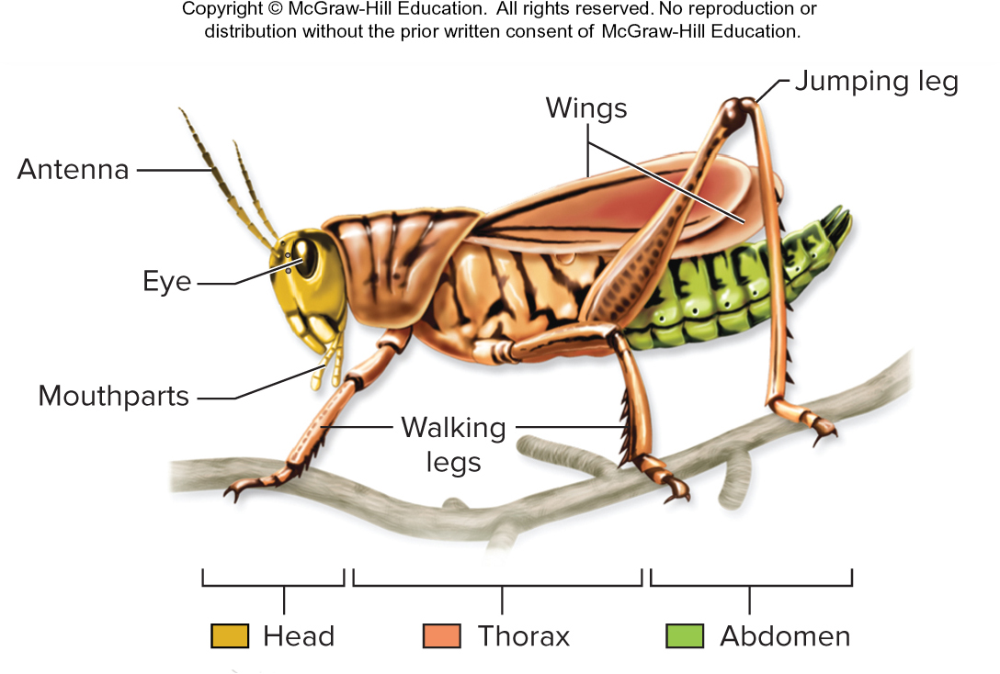 Copyright © McGraw-Hill Education. All rights reserved. No reproduction or
distribution without the prior written consent of McGraw-Hill Education.
Jumping leg
Wings
Antenna
Eye
Mouthparts
Walking
legs
Head
Thorax
Abdomen